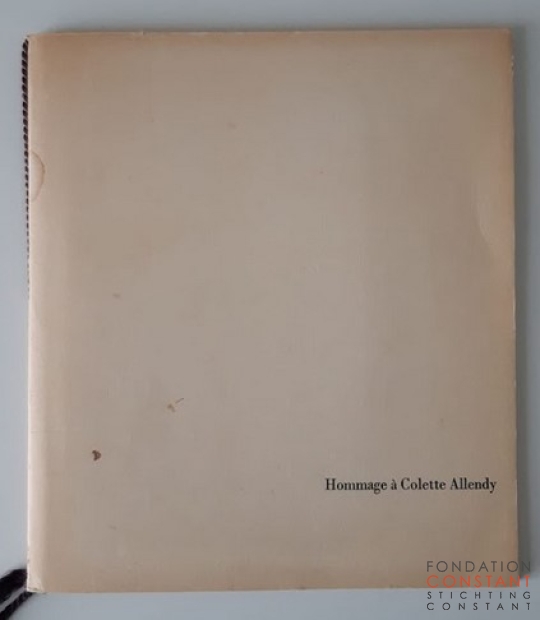 Hommage à Colette Allendy
FONDATION
CONSTANT
STICHTING
CONSTANT